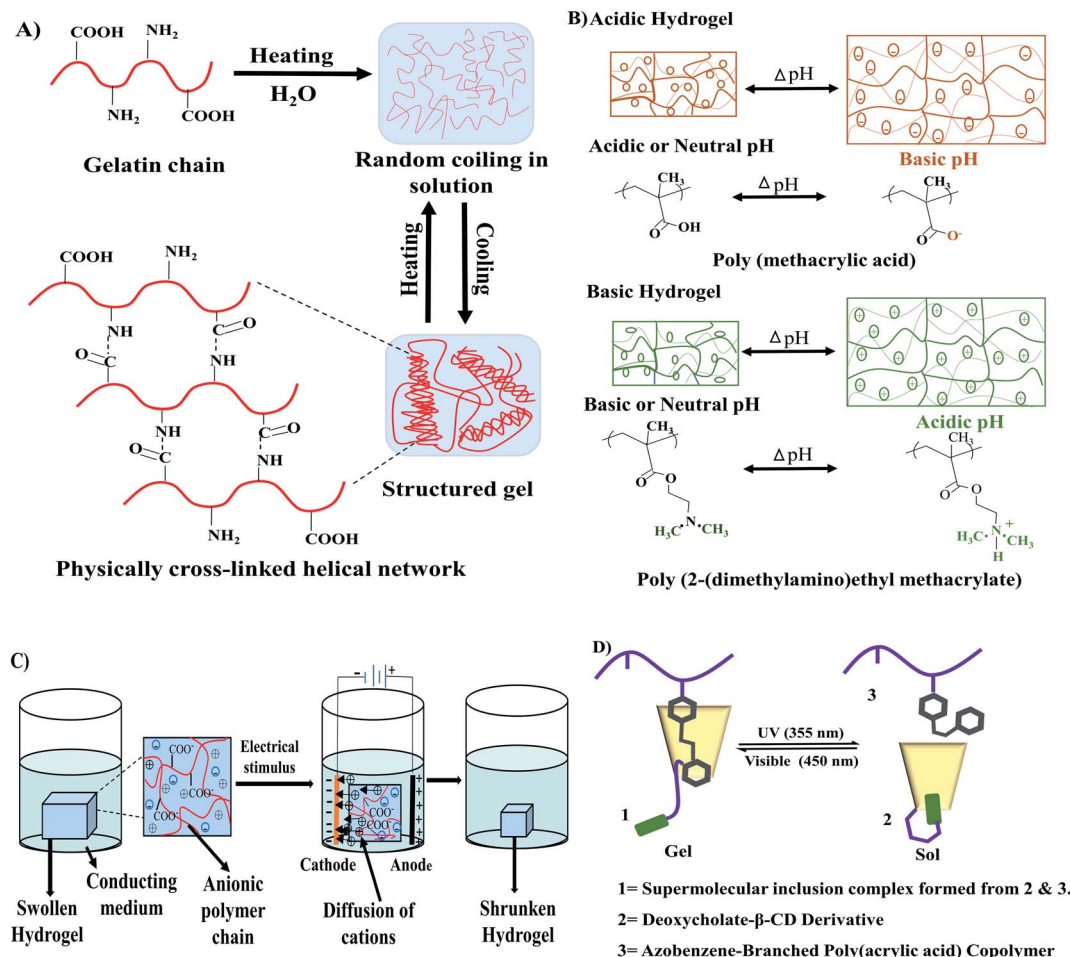 A)
COOH
NH₂
NH₂
COOH
Gelatin chain
Heating
H₂O
Random coiling in
solution
Heating
Cooling
Structured gel
COOH
NH₂
NH
C
O
O
C
NH
NH
C
O
O
C
NH
NH₂
COOH
Physically cross-linked helical network
B)
Acidic Hydrogel
Δ pH
Acidic or Neutral pH
Basic pH
CH₃
O
OH
Δ pH
CH₃
O
O⁻
Poly (methacrylic acid)
Basic Hydrogel
Δ pH
Basic or Neutral pH
Acidic pH
CH₃
O
O
N
H₃C
CH₃
Δ pH
CH₃
O
O
N
+
H₃C
CH₃
H
Poly (2-(dimethylamino)ethyl methacrylate)
C)
COO⁻
COO⁻
COO⁻
Electrical
stimulus
- +
COO⁻
COO⁻
Cathode Anode
Swollen
Hydrogel
Conducting
medium
Anionic
polymer
chain
Diffusion of
cations
Shrunken
Hydrogel
D)
1
Gel
UV (355 nm)
Visible (450 nm)
3
2
Sol
1= Supermolecular inclusion complex formed from 2 & 3.
2= Deoxycholate-β-CD Derivative
3= Azobenzene-Branched Poly(acrylic acid) Copolymer